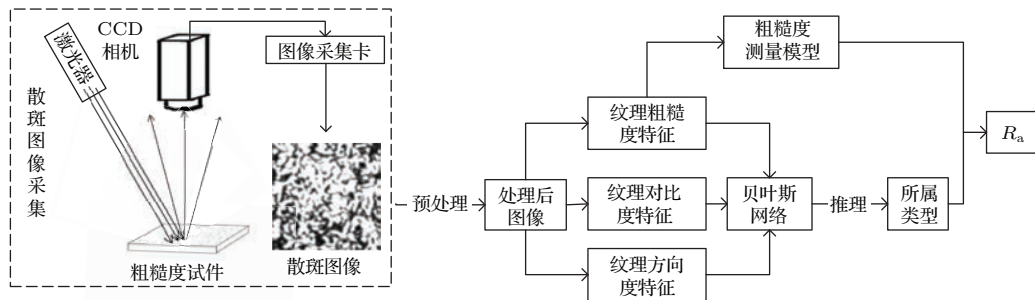 散斑图像采集
激光器
CCD
相机
图像采集卡
粗糙度试件
散斑图像
预处理
处理后
图像
纹理粗糙
度特征
纹理对比
度特征
纹理方向
度特征
粗糙度
测量模型
贝叶斯
网络
推理
所属
类型
Ra